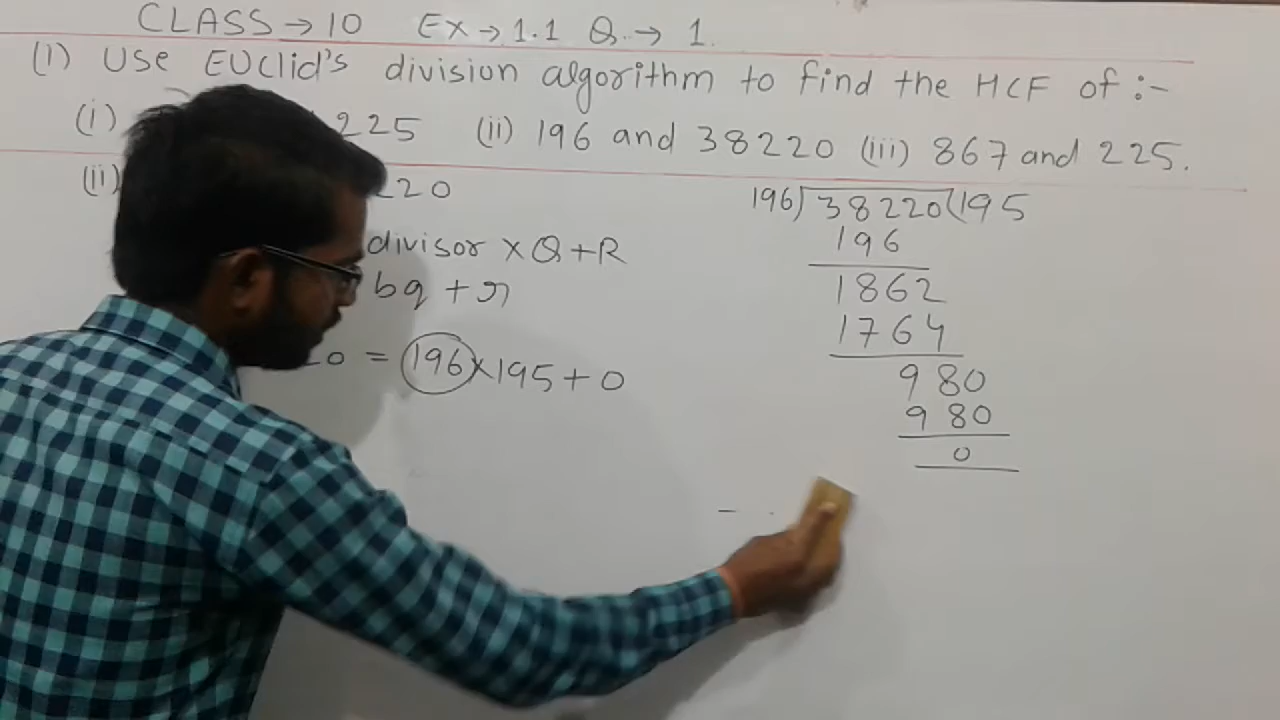 CLASS → 10 Ex → 1.1 Q. → 1.
(1) Use EUClid's division algorithm to find the HCF of :-
(i) 225 (ii) 196 and 38220 (iii) 867 and 225.
(ii) 220
divisor × Q + R
bq + r
20 = 196 × 195 + 0
196) 38220 (195
196
1862
1764
980
980
0